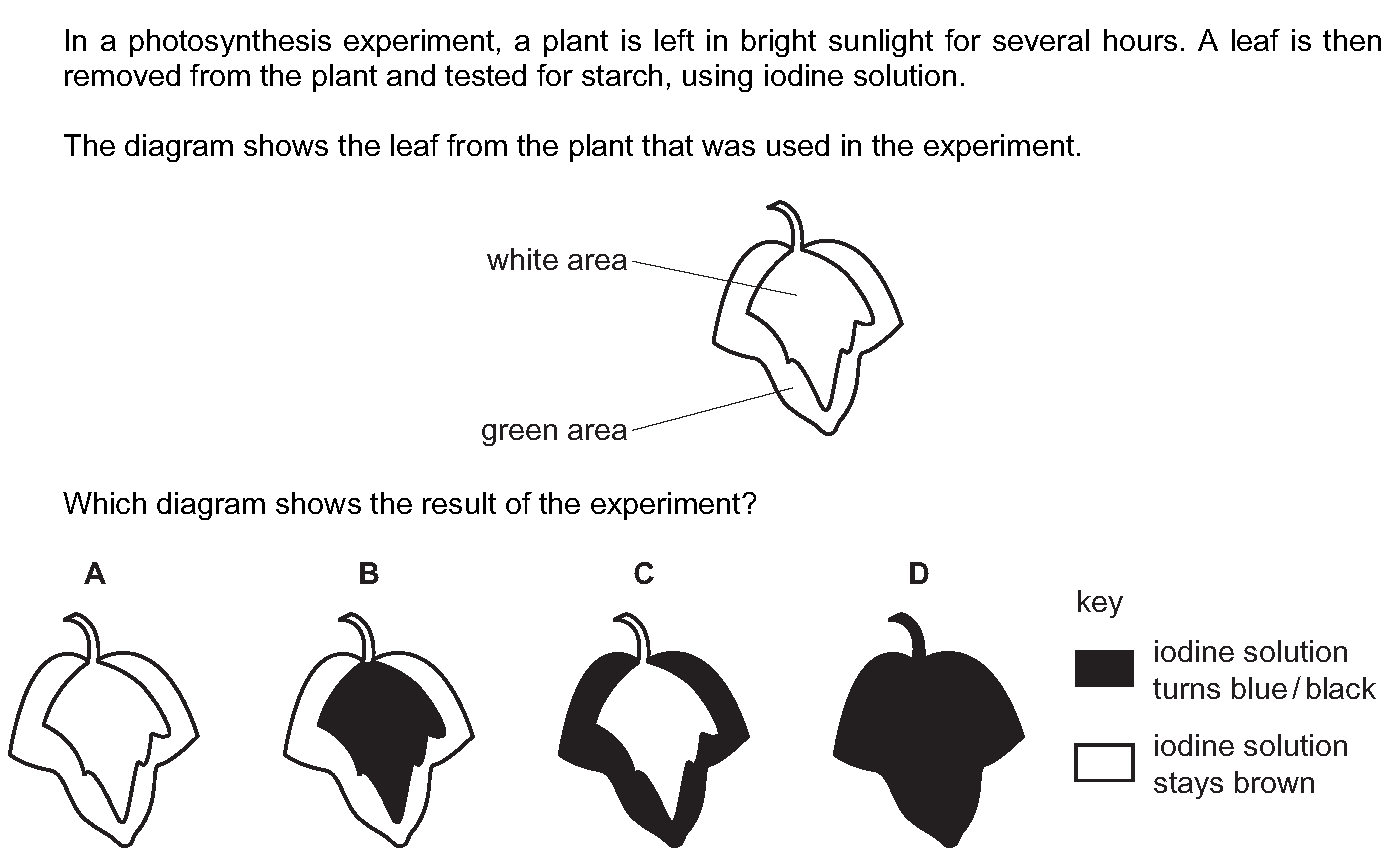 In a photosynthesis experiment, a plant is left in bright sunlight for several hours. A leaf is then
removed from the plant and tested for starch, using iodine solution.
The diagram shows the leaf from the plant that was used in the experiment.
white area
green area
Which diagram shows the result of the experiment?
A B C D
key
iodine solution
turns blue/black
iodine solution
stays brown